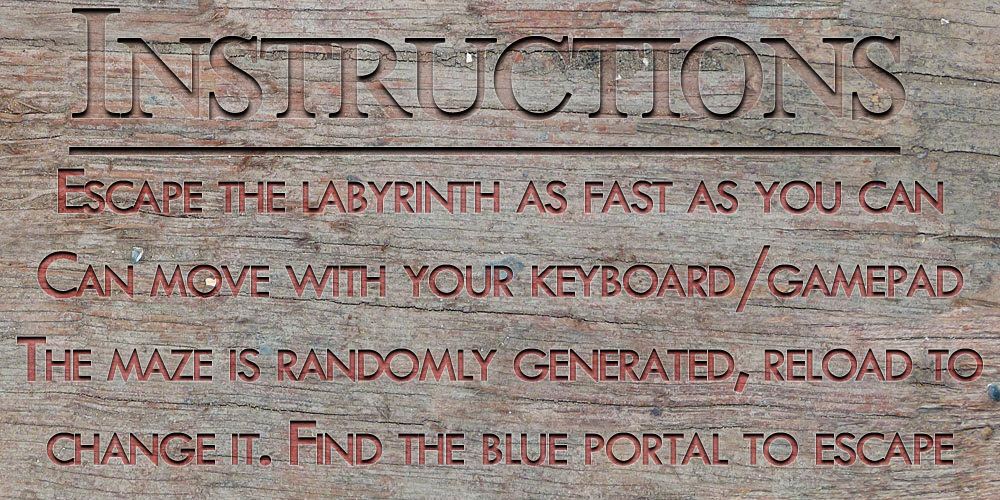 Instructions
Escape the labyrinth as fast as you can
Can move with your keyboard/gamepad
The maze is randomly generated, reload to
change it. Find the blue portal to escape